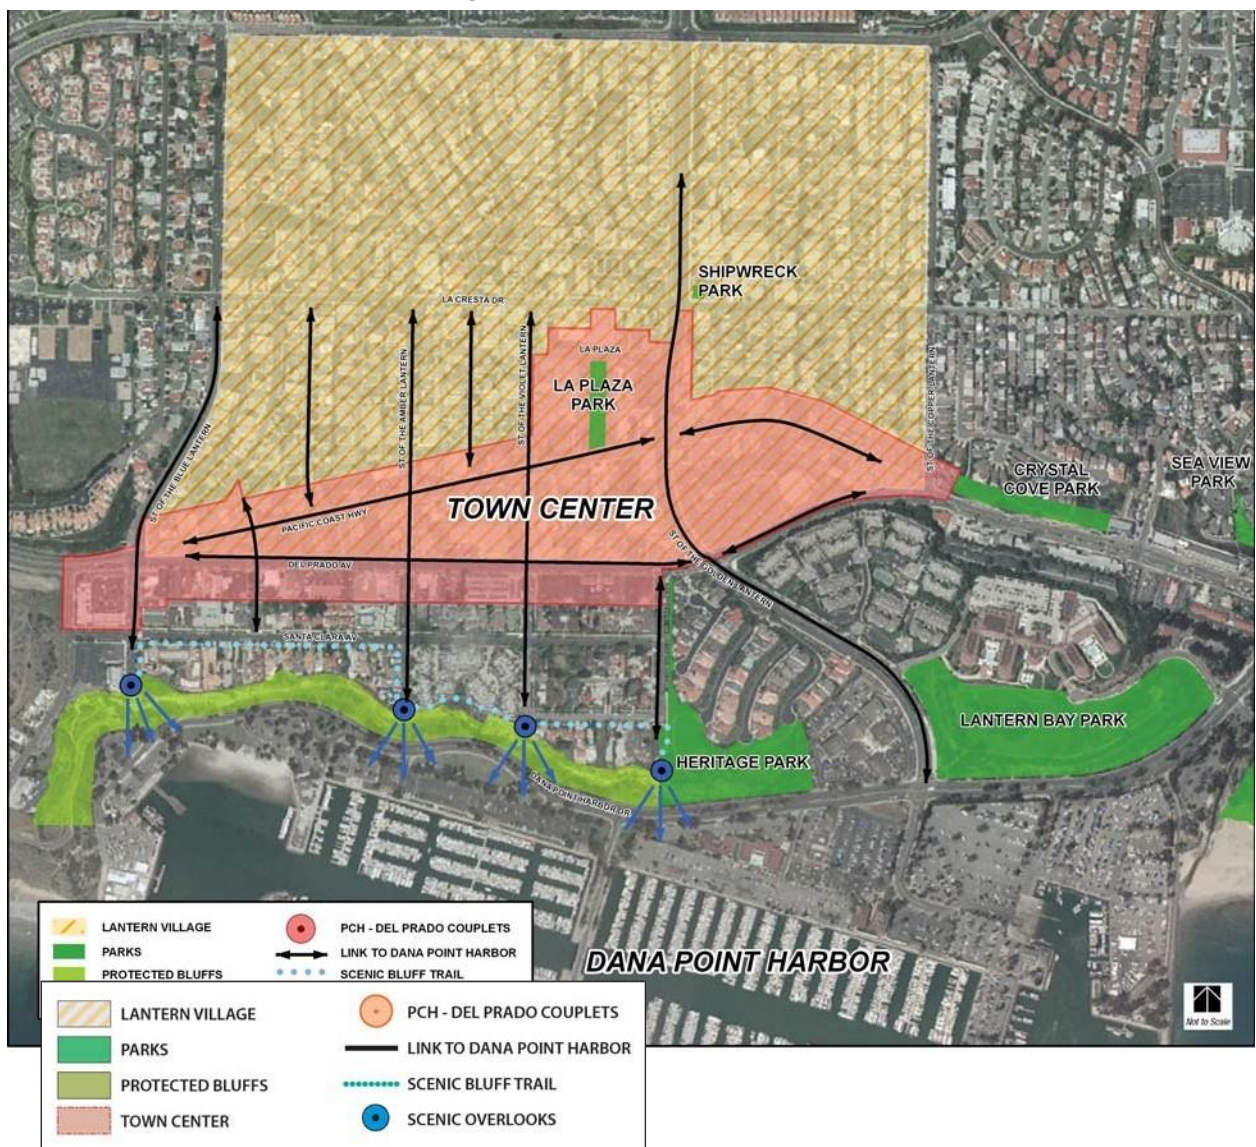 SHIPWRECK
PARK
LA CRESTA DR
ST OF THE BLUE LANTERN
ST OF THE AMBER LANTERN
ST OF THE VIOLET LANTERN
LA PLAZA
LA PLAZA
PARK
ST OF THE COPPER LANTERN
CRYSTAL
COVE PARK
SEA VIEW
PARK
PACIFIC COAST HWY
TOWN CENTER
DEL PRADO AV
ST OF THE GOLDEN LANTERN
SANTA CLARA AV
LANTERN BAY PARK
HERITAGE PARK
DANA POINT HARBOR DR
DANA POINT HARBOR
Not to Scale
LANTERN VILLAGE
PARKS
PROTECTED BLUFFS
PCH - DEL PRADO COUPLETS
LINK TO DANA POINT HARBOR
SCENIC BLUFF TRAIL
LANTERN VILLAGE
PARKS
PROTECTED BLUFFS
TOWN CENTER
PCH - DEL PRADO COUPLETS
LINK TO DANA POINT HARBOR
SCENIC BLUFF TRAIL
SCENIC OVERLOOKS